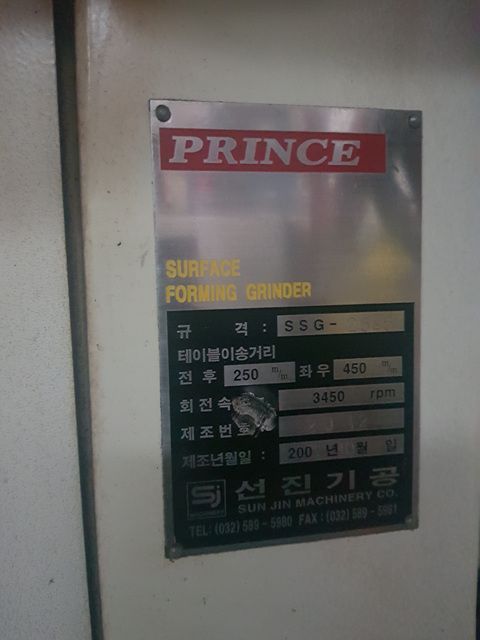 PRINCE
SURFACE
FORMING GRINDER
규 격 : SSG-
테이블이송거리
전 후 250 m/m 좌우 450 m/m
회전속 3450 rpm
제조번호
제조년월일 : 200 년 월 일
SJ 선진기공
SUN JIN MACHINERY CO.
TEL: (032) 589 - 5980 FAX : (032) 589 - 5981